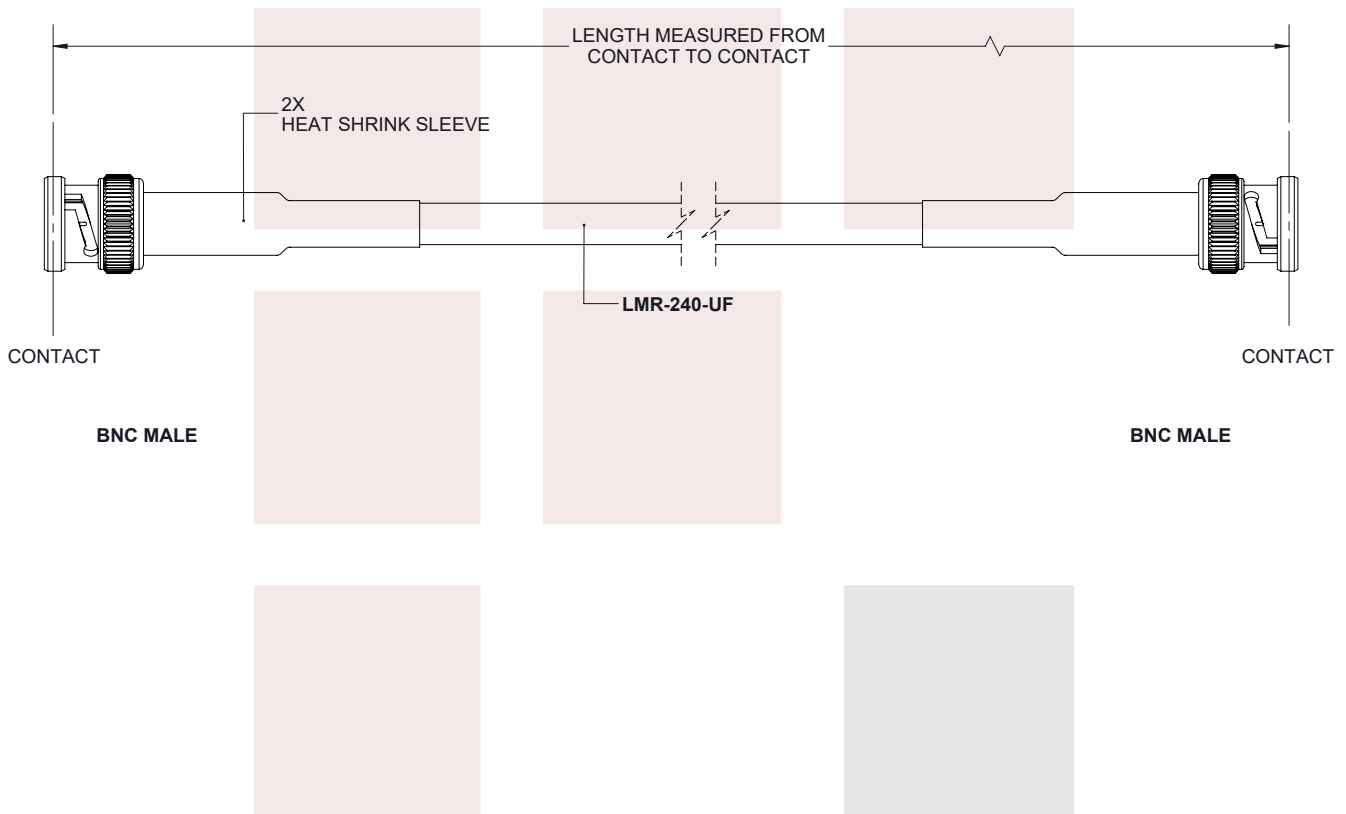 LENGTH MEASURED FROM
CONTACT TO CONTACT
2X
HEAT SHRINK SLEEVE
LMR-240-UF
CONTACT
CONTACT
BNC MALE
BNC MALE